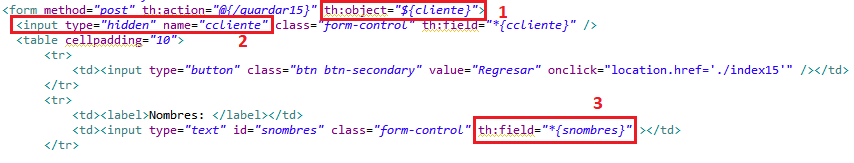 <form method="post" th:action="@{/guardar15}" th:object="${cliente}"> 1
<input type="hidden" name="ccliente" class="form-control" th:field="*{ccliente}" />
2
<table cellpadding="10">
<tr>
<td><input type="button" class="btn btn-secondary" value="Regresar" onclick="location.href='./index15'" /></td>
</tr>
<tr>
3
<td><label>Nombres: </label></td>
<td><input type="text" id="snombres" class="form-control" th:field="*{snombres}" ></td>
</tr>